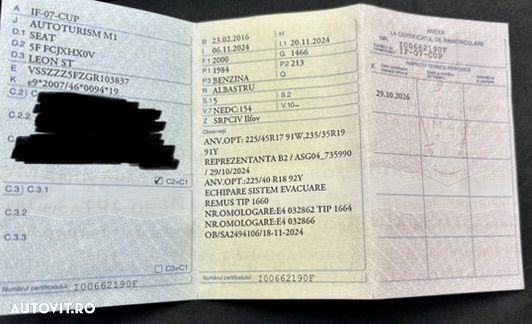 A IF-07-CUP
J AUTOTURISM M1
D.1 SEAT
D.2 5F FCJXHX0V
D.3 LEON ST
E VSSZZZ5FZGR103837
K e9*2007/46*0094*19
C.2
C.2.2
C.
C2=C1
C.3 C.3.1
C.3.2
C.3.3
C3=C1
Numărul certificatului: I00662190F
B 23.02.2016 H
I 06.11.2024 I.1 20.11.2024
F.1 2000 G 1466
P.1 1984 P.2 213
P.3 BENZINA Q
R ALBASTRU
S.1 5 S.2
V.7 NEDC:154 V.10
Z SRPCIV Ilfov
Observații
ANV.OPT: 225/45R17 91W,235/35R19
91Y
REPREZENTANTA B2 / ASG04_735990
/ 29/10/2024
ANV.OPT.:225/40 R18 92Y
ECHIPARE SISTEM EVACUARE
REMUS TIP 1660
NR.OMOLOGARE:E4 032862 TIP 1664
NR.OMOLOGARE:E4 032866
OB/SA2494106/18-11-2024
Numărul certificatului: I00662190F
ANEXA
LA CERTIFICATUL DE ÎNMATRICULARE
NR. I00662190F
IF-07-CUP
X INSPECȚII TEHNICE PERIODICE
29.10.2026
AUTOVIT.RO